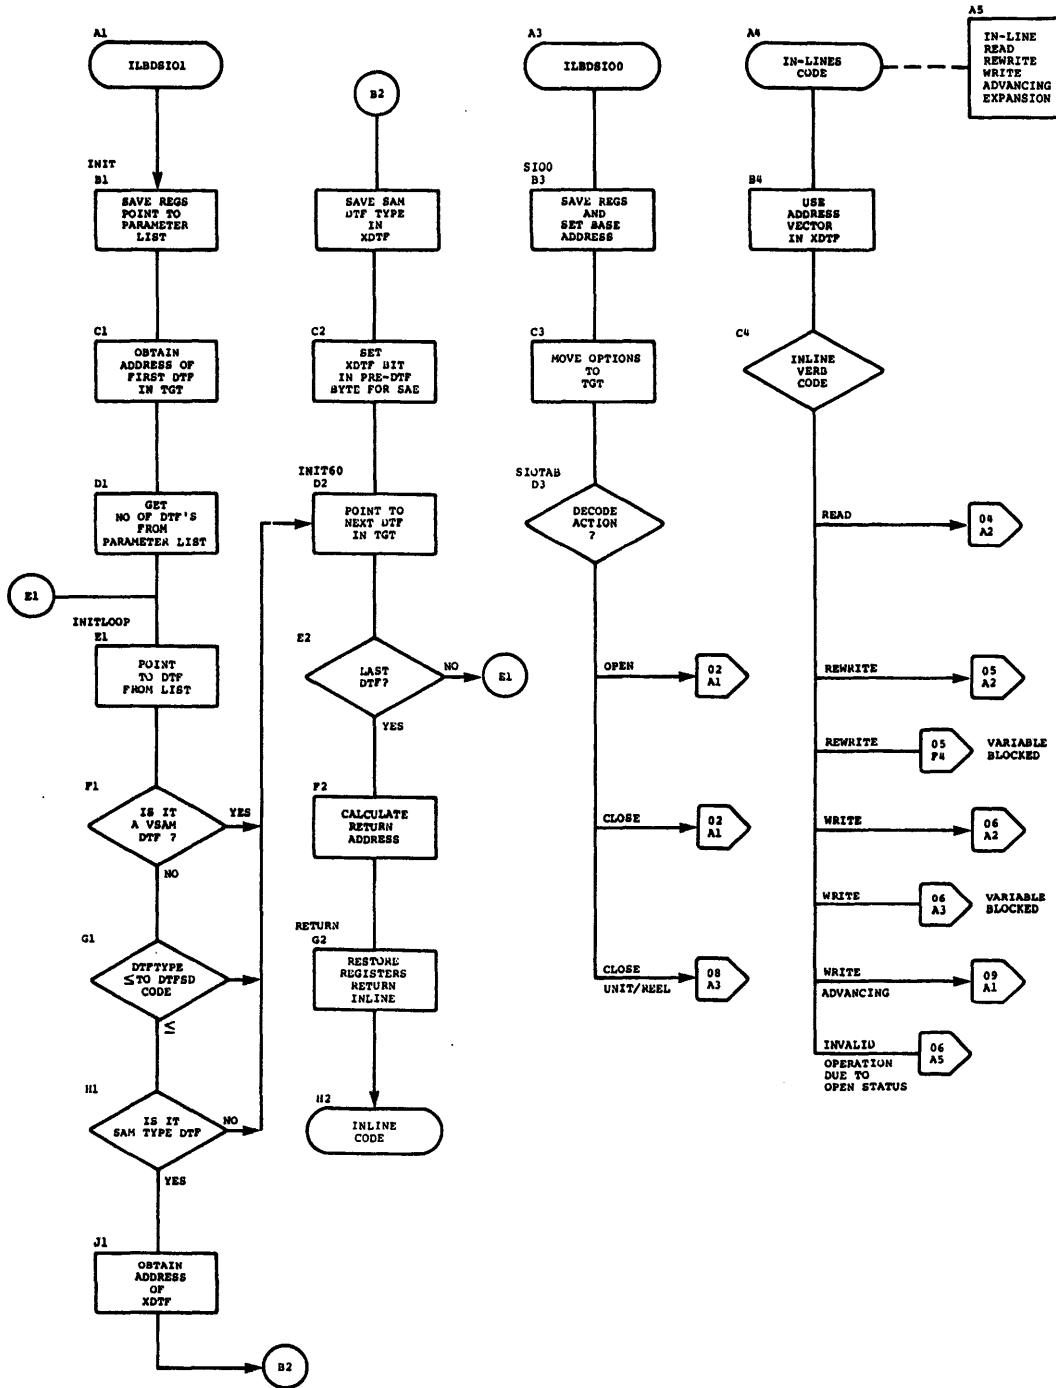 A1
ILBDSIO1
INIT
B1
SAVE REGS
POINT TO
PARAMETER
LIST
C1
OBTAIN
ADDRESS OF
FIRST DTF
IN TGT
D1
GET
NO OF DTF'S
FROM
PARAMETER LIST
E1
INITLOOP
E1
POINT
TO DTF
FROM LIST
F1
IS IT
A VSAM
DTF ?
YES
NO
G1
DTFTYPE
≤TO DTFSD
CODE
≤
H1
IS IT
SAM TYPE DTF
NO
YES
J1
OBTAIN
ADDRESS
OF
XDTF
B2
B2
SAVE SAM
DTF TYPE
IN
XDTF
C2
SET
XDTF BIT
IN PRE-DTF
BYTE FOR SAE
INIT60
D2
POINT TO
NEXT DTF
IN TGT
E2
LAST
DTF?
NO
E1
YES
F2
CALCULATE
RETURN
ADDRESS
RETURN
G2
RESTORE
REGISTERS
RETURN
INLINE
H2
INLINE
CODE
A3
ILBDSIO0
SIO0
B3
SAVE REGS
AND
SET BASE
ADDRESS
C3
MOVE OPTIONS
TO
TGT
SIOTAB
D3
DECODE
ACTION
?
OPEN
02
A1
CLOSE
02
A1
CLOSE
UNIT/REEL
08
A3
A4
IN-LINES
CODE
A5
IN-LINE
READ
REWRITE
WRITE
ADVANCING
EXPANSION
B4
USE
ADDRESS
VECTOR
IN XDTF
C4
INLINE
VERB
CODE
READ
04
A2
REWRITE
05
A2
REWRITE
05
F4
VARIABLE
BLOCKED
WRITE
06
A2
WRITE
06
A3
VARIABLE
BLOCKED
WRITE
ADVANCING
09
A1
INVALID
OPERATION
DUE TO
OPEN STATUS
06
A5